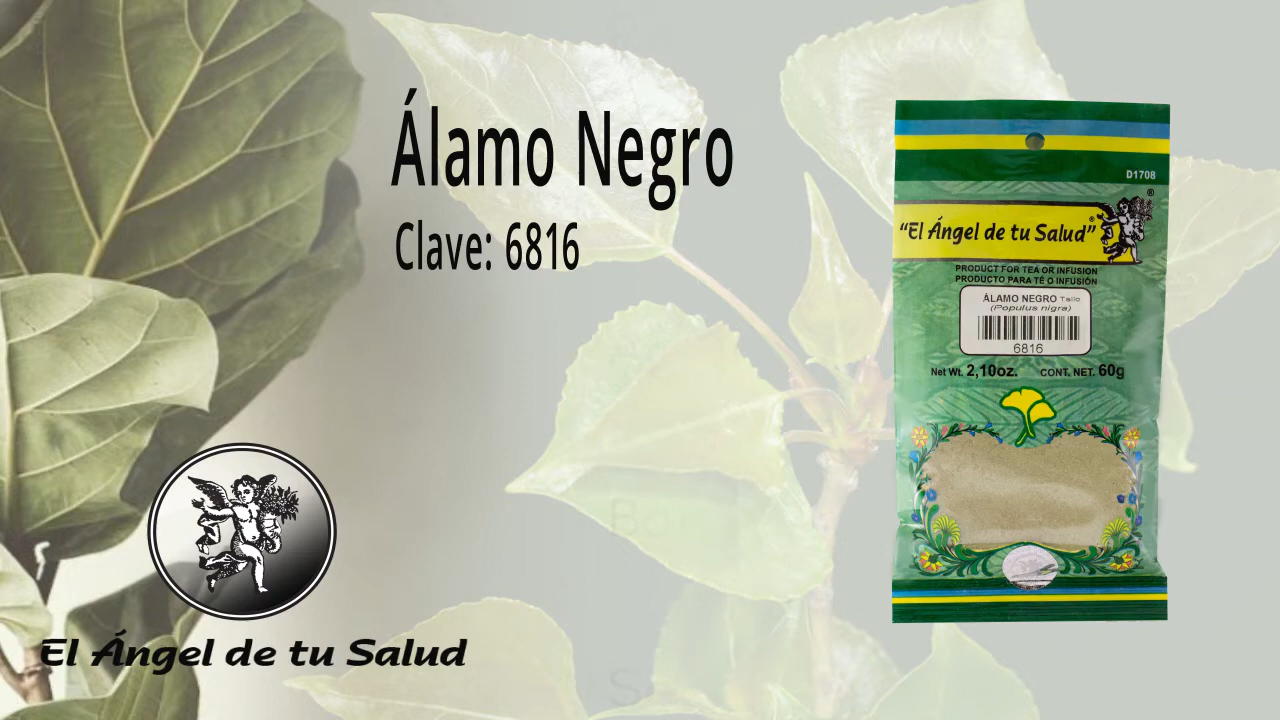 Álamo Negro
Clave: 6816
D1708
®
“El Ángel de tu Salud”®
PRODUCT FOR TEA OR INFUSION
PRODUCTO PARA TÉ O INFUSIÓN
ÁLAMO NEGRO Tallo
(Populus nigra)
6816
Net Wt. 2,10oz. CONT. NET. 60g
El Ángel de tu Salud